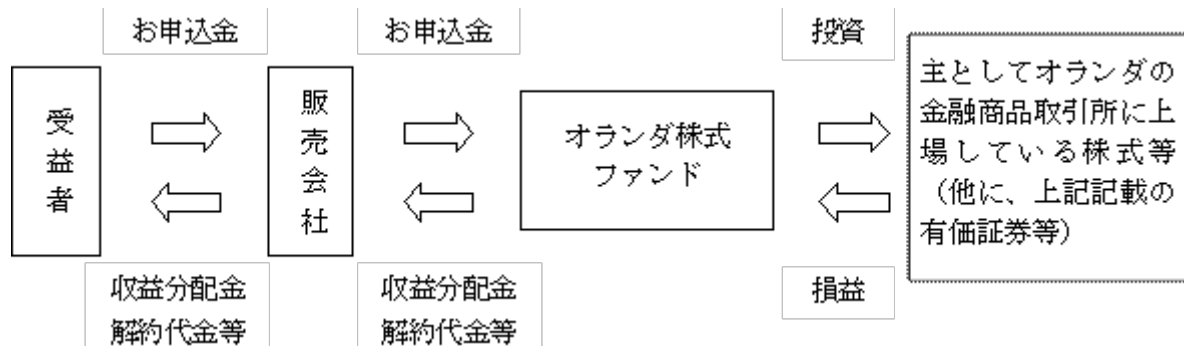 お申込金
お申込金
投資
受益者
販売会社
オランダ株式
ファンド
主としてオランダの
金融商品取引所に上
場している株式等
（他に、上記記載の
有価証券等）
収益分配金
解約代金等
収益分配金
解約代金等
損益